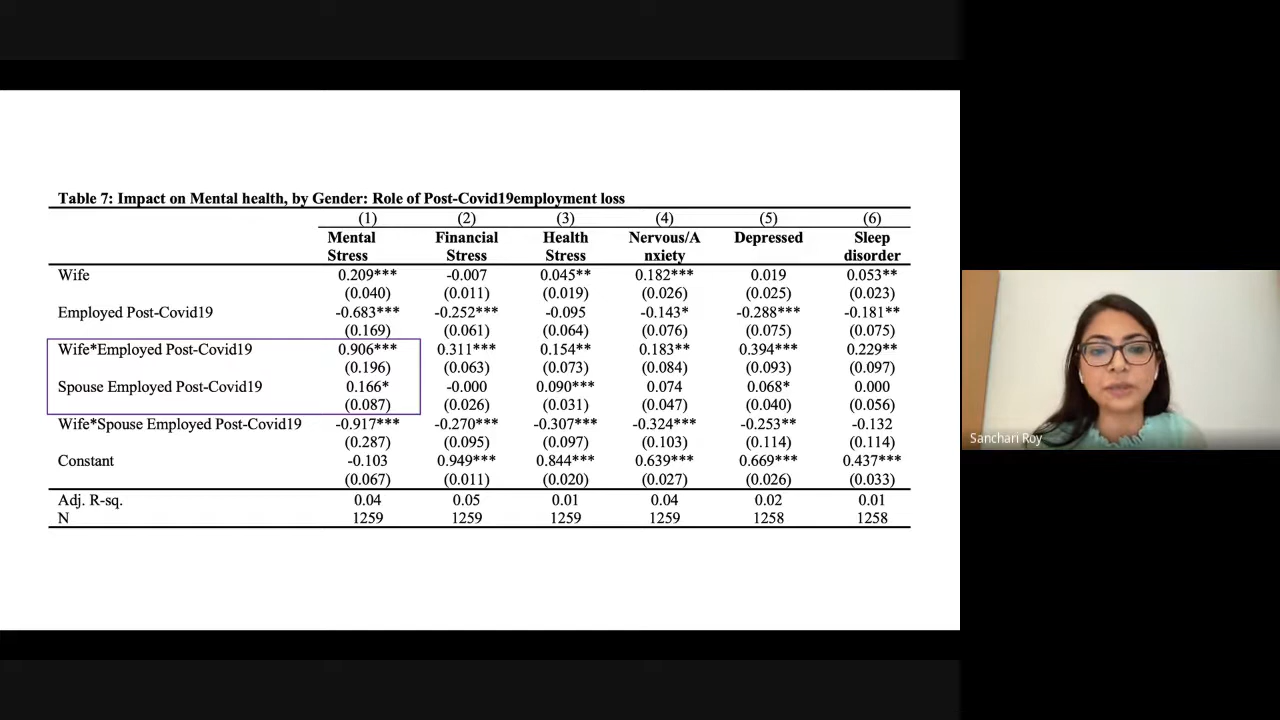 Table 7: Impact on Mental health, by Gender: Role of Post-Covid19employment loss
(1) (2) (3) (4) (5) (6)
Mental Financial Health Nervous/A Depressed Sleep
Stress Stress Stress nxiety disorder
Wife 0.209*** -0.007 0.045** 0.182*** 0.019 0.053**
(0.040) (0.011) (0.019) (0.026) (0.025) (0.023)
Employed Post-Covid19 -0.683*** -0.252*** -0.095 -0.143* -0.288*** -0.181**
(0.169) (0.061) (0.064) (0.076) (0.075) (0.075)
Wife*Employed Post-Covid19 0.906*** 0.311*** 0.154** 0.183** 0.394*** 0.229**
(0.196) (0.063) (0.073) (0.084) (0.093) (0.097)
Spouse Employed Post-Covid19 0.166* -0.000 0.090*** 0.074 0.068* 0.000
(0.087) (0.026) (0.031) (0.047) (0.040) (0.056)
Wife*Spouse Employed Post-Covid19 -0.917*** -0.270*** -0.307*** -0.324*** -0.253** -0.132
(0.287) (0.095) (0.097) (0.103) (0.114) (0.114)
Constant -0.103 0.949*** 0.844*** 0.639*** 0.669*** 0.437***
(0.067) (0.011) (0.020) (0.027) (0.026) (0.033)
Adj. R-sq. 0.04 0.05 0.01 0.04 0.02 0.01
N 1259 1259 1259 1259 1258 1258
Sanchari Roy